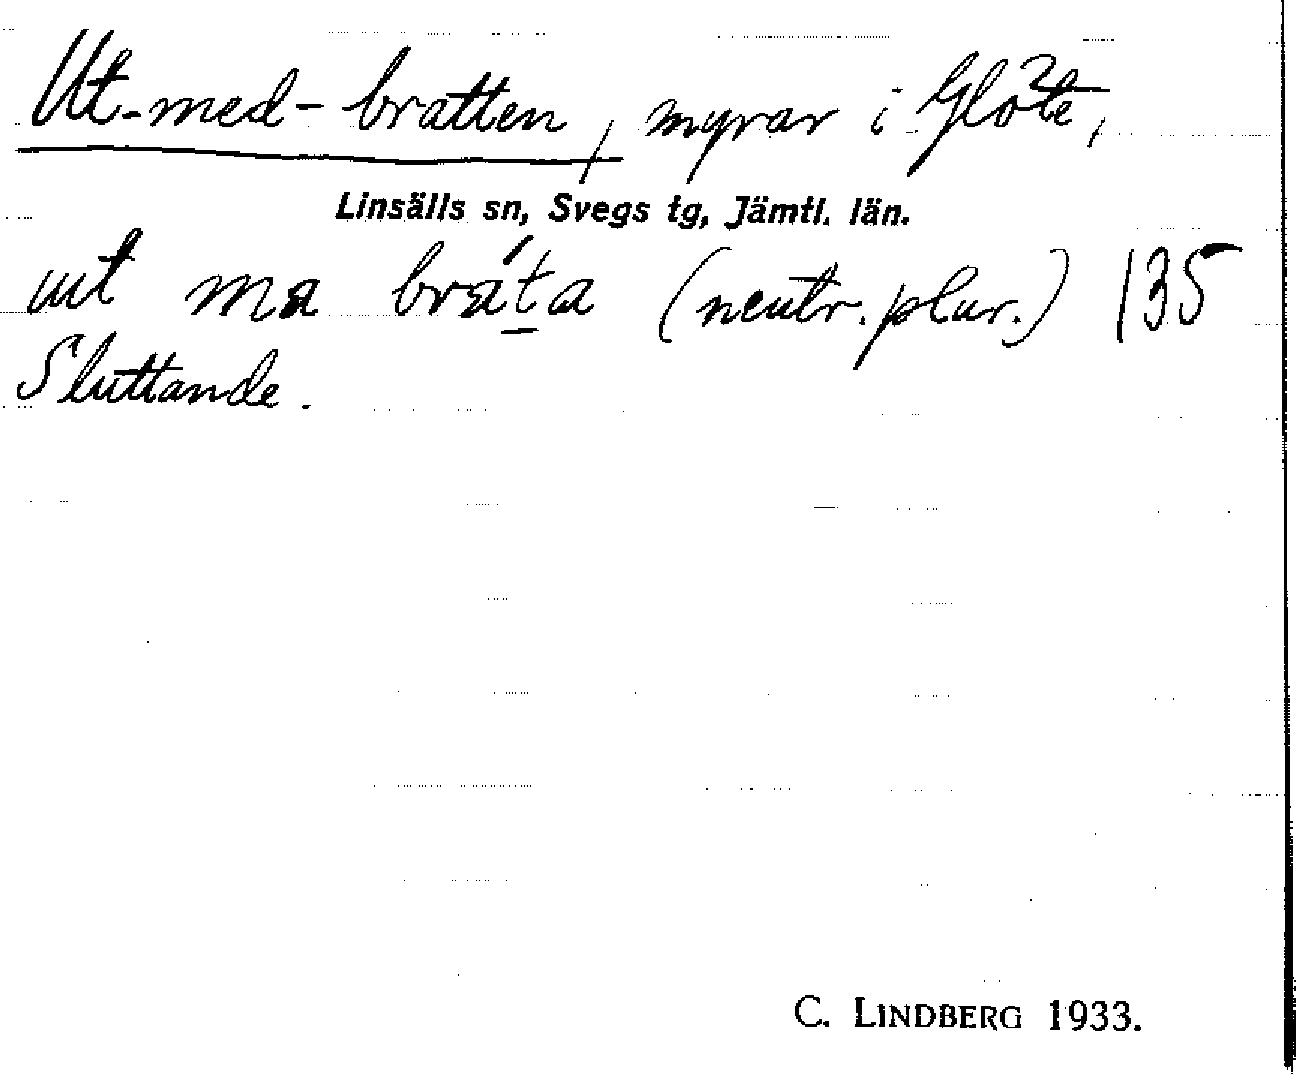 Ut-med-bratten, myrar i Glöte,
Linsälls sn, Svegs tg, Jämtl. län.
ut ma bra´t̲a (neutr. plur.) 135
Sluttande.
C. LINDBERG 1933.